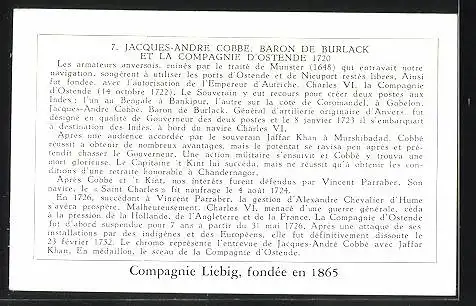 7. JACQUES-ANDRE COBBE, BARON DE BURLACK
ET LA COMPAGNIE D'OSTENDE 1720
Les armateurs anversois, ruinés par le traité de Munster (1648) qui entravait notre
navigation, songèrent à utiliser les ports d'Ostende et de Nieuport restés libres. Ainsi
fut fondée, avec l'autorisation de l'Empereur d'Autriche, Charles VI, la Compagnie
d'Ostende (14 octobre 1722). Le Souverain y eut recours pour créer deux postes aux
Indes : l'un au Bengale à Bankipur, l'autre sur la cote de Coromandel, à Gabelon.
Jacques-André Cobbe, Baron de Burlack, Général d'artillerie originaire d'Anvers, fut
désigné en qualité de Gouverneur des deux postes et le 8 janvier 1723 il s'embarquait
à destination des Indes, à bord du navire Charles VI.
Après une audience accordée par le souverain Jaffar Khan à Murshibadad, Cobbe
réussit à obtenir de nombreux avantages, mais le potentat se ravisa peu après et pré-
tendit chasser le Gouverneur. Une action militaire s'ensuivit et Cobbé y trouva une
mort glorieuse. Le Capitaine 't Kint lui succéda, mais ne réussit qu'à obtenir les con-
ditions d'une retraite honorable à Chandernagor.
Après Cobbe et 't Kint, nos interêts furent défendus par Vincent Parraber. Son
navire, le « Saint Charles » fit naufrage le 4 août 1724.
En 1726, succédant à Vincent Parraber, la gestion d'Alexandre Chevalier d'Hume
s'avéra prospère. Malheureusement, Charles VI, menacé d'une guerre générale, céda
à la pression de la Hollande, de l'Angleterre et de la France. La Compagnie d'Ostende
fut d'abord suspendue pour 7 ans à partir du 31 mai 1726. Après une attaque de ses
installations par des indigènes et des Européens, elle fut définitivement dissoute le
23 février 1732. Le chromo représente l'entrevue de Jacques-André Cobbe avec Jaffar
Khan. En médaillon, le sceau de la Compagnie d'Ostende.
Compagnie Liebig, fondée en 1865